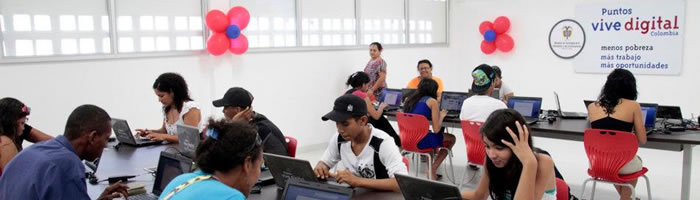 Puntos
vive digital
Colombia
menos pobreza
más trabajo
más oportunidades